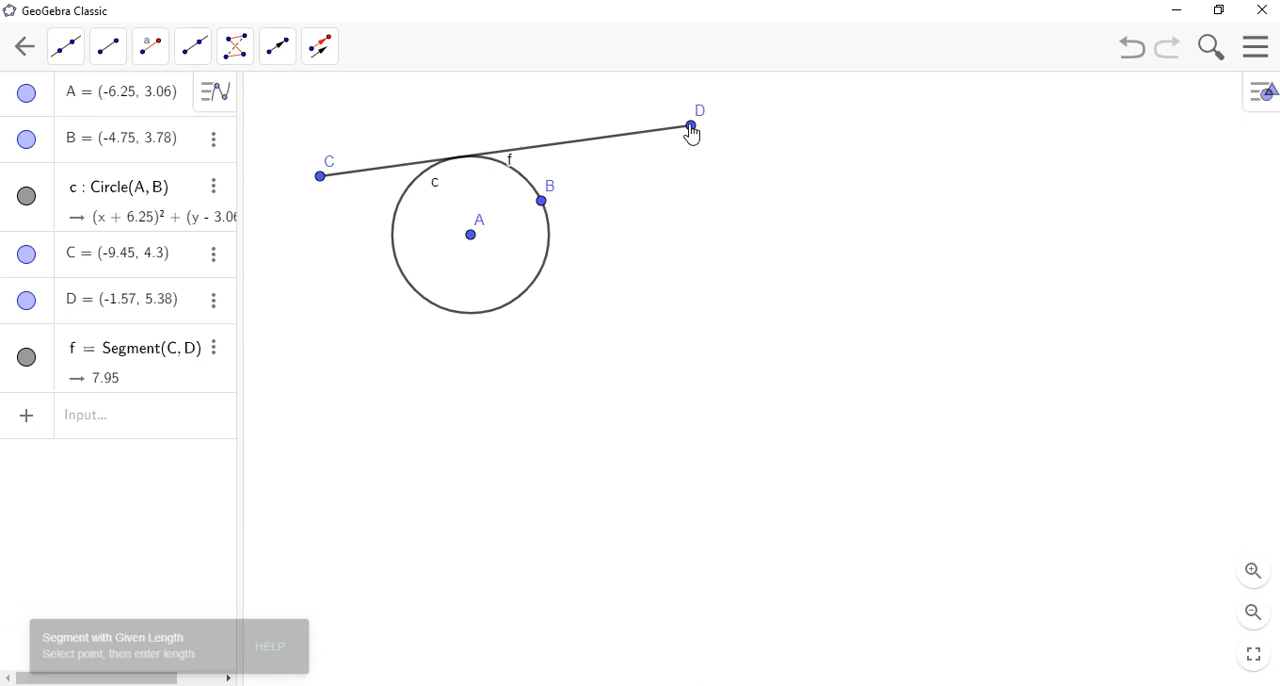 GeoGebra Classic
a
A = (-6.25, 3.06)
B = (-4.75, 3.78)
c : Circle(A, B)
→ (x + 6.25)² + (y - 3.06
C = (-9.45, 4.3)
D = (-1.57, 5.38)
f = Segment(C, D)
→ 7.95
+ Input...
Segment with Given Length
Select point, then enter length
HELP
D
C
f
c
B
A